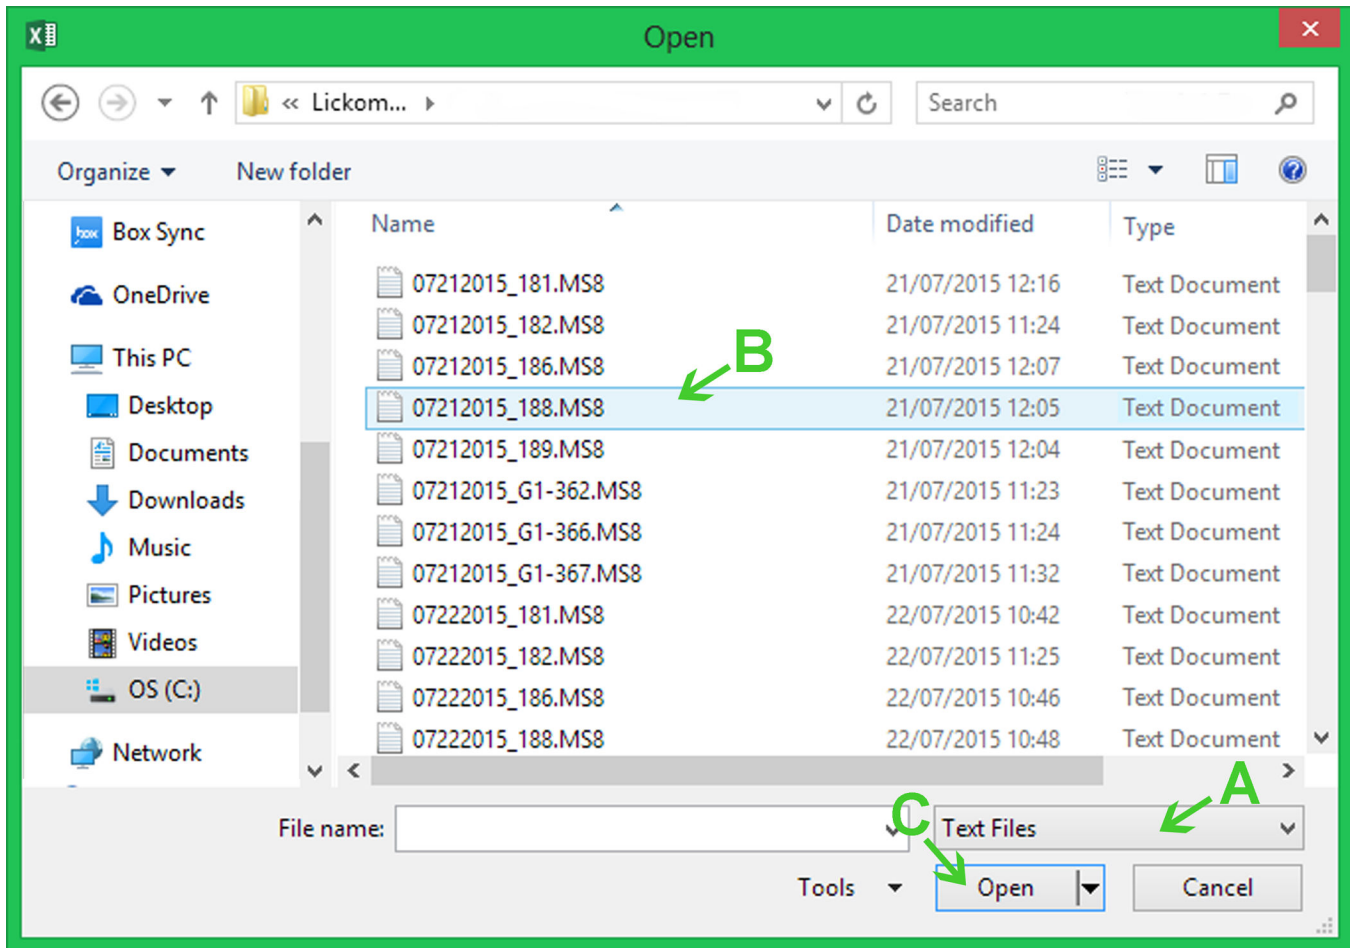 Open
« Lickom...
Search
Organize
New folder
Name
Date modified
Type
box Box Sync
OneDrive
This PC
Desktop
Documents
Downloads
Music
Pictures
Videos
OS (C:)
Network
07212015_181.MS8 21/07/2015 12:16 Text Document
07212015_182.MS8 21/07/2015 11:24 Text Document
07212015_186.MS8 21/07/2015 12:07 Text Document
B
07212015_188.MS8 21/07/2015 12:05 Text Document
07212015_189.MS8 21/07/2015 12:04 Text Document
07212015_G1-362.MS8 21/07/2015 11:23 Text Document
07212015_G1-366.MS8 21/07/2015 11:24 Text Document
07212015_G1-367.MS8 21/07/2015 11:32 Text Document
07222015_181.MS8 22/07/2015 10:42 Text Document
07222015_182.MS8 22/07/2015 11:25 Text Document
07222015_186.MS8 22/07/2015 10:46 Text Document
07222015_188.MS8 22/07/2015 10:48 Text Document
A
File name:
C
Text Files
Tools
Open
Cancel